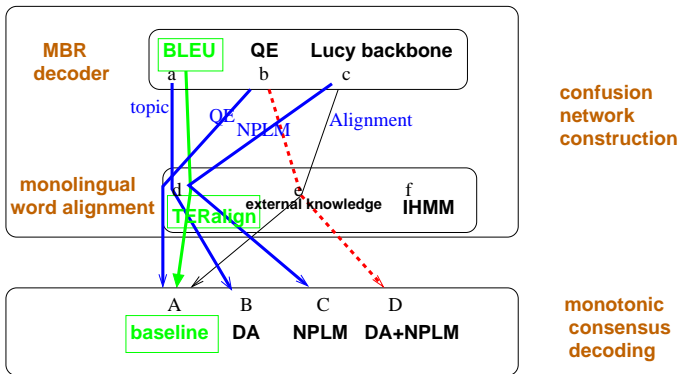 MBR
decoder
BLEU QE Lucy backbone
a b c
topic QE NPLM Alignment
confusion
network
construction
monolingual
word alignment
d e f
TERalign external knowledge IHMM
A B C D
baseline DA NPLM DA+NPLM
monotonic
consensus
decoding